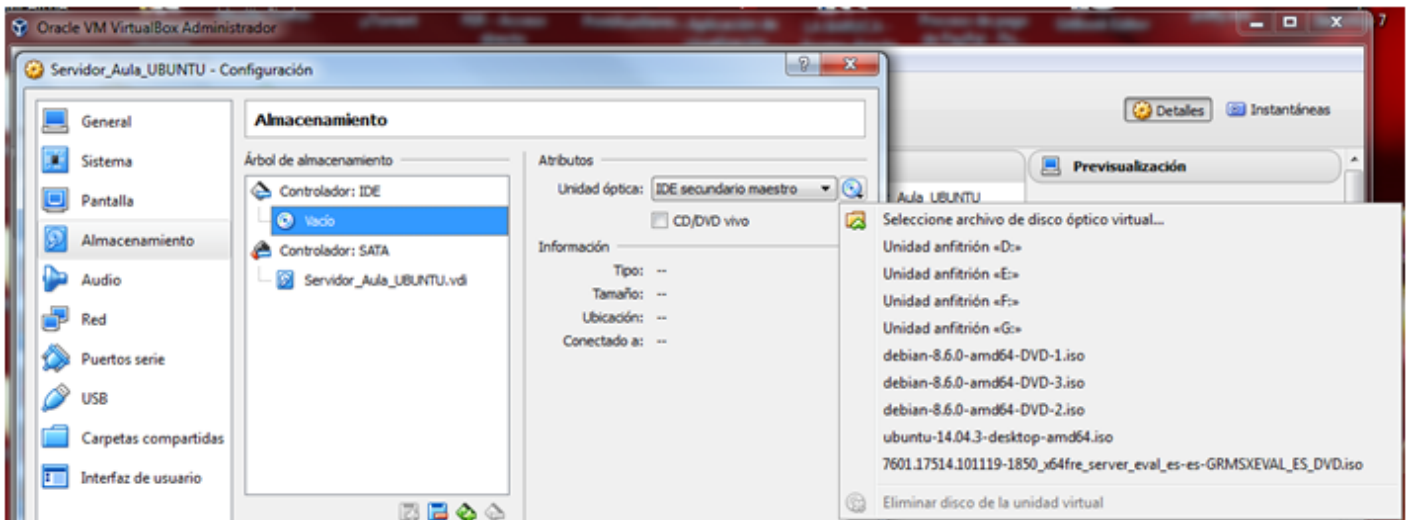 Oracle VM VirtualBox Administrador
7
Servidor_Aula_UBUNTU - Configuración
?
General
Sistema
Pantalla
Almacenamiento
Audio
Red
Puertos serie
USB
Carpetas compartidas
Interfaz de usuario
Almacenamiento
Árbol de almacenamiento
Controlador: IDE
Vacío
Controlador: SATA
Servidor_Aula_UBUNTU.vdi
Atributos
Unidad óptica: IDE secundario maestro
CD/DVD vivo
Información
Tipo: --
Tamaño: --
Ubicación: --
Conectado a: --
Detalles
Instantáneas
Previsualización
Aula_UBUNTU
Seleccione archivo de disco óptico virtual...
Unidad anfitrión «D:»
Unidad anfitrión «E:»
Unidad anfitrión «F:»
Unidad anfitrión «G:»
debian-8.6.0-amd64-DVD-1.iso
debian-8.6.0-amd64-DVD-3.iso
debian-8.6.0-amd64-DVD-2.iso
ubuntu-14.04.3-desktop-amd64.iso
7601.17514.101119-1850_x64fre_server_eval_es-es-GRMSXEVAL_ES_DVD.iso
Eliminar disco de la unidad virtual